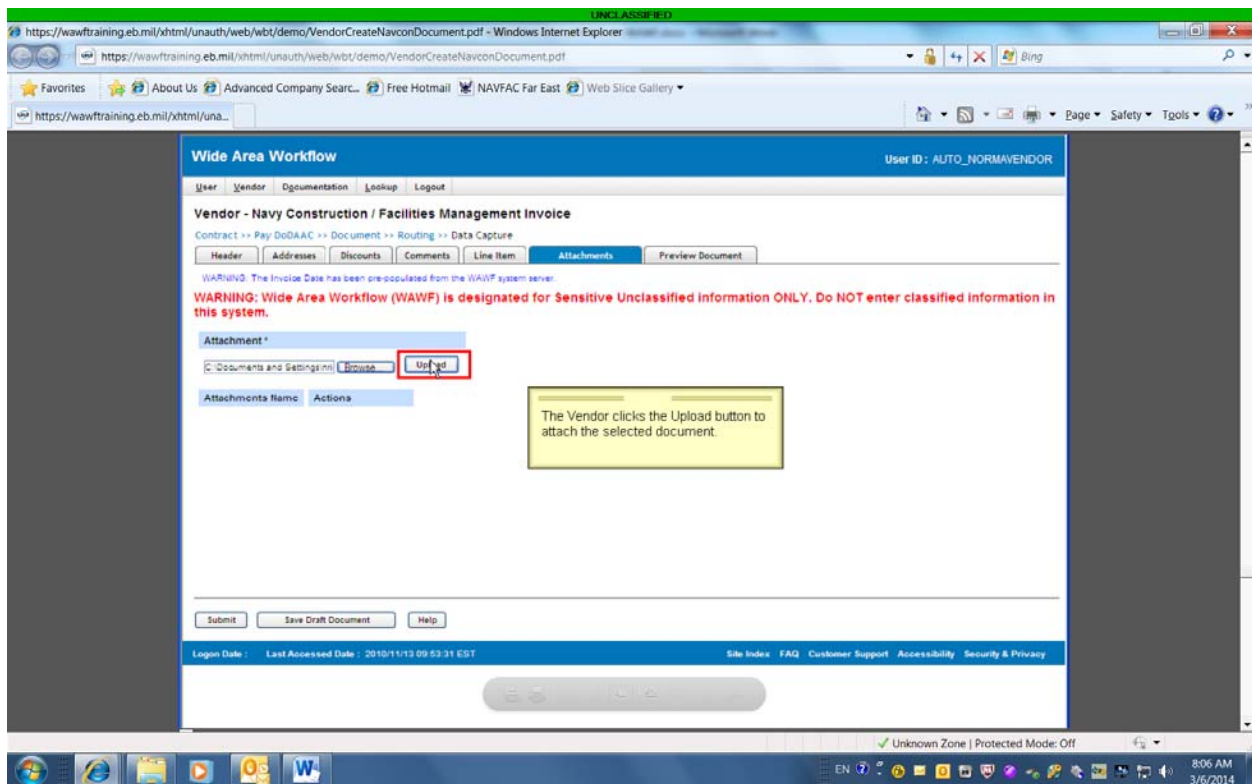 UNCLASSIFIED
https://wawftraining.eb.mil/xhtml/unauth/web/wbt/demo/VendorCreateNavconDocument.pdf - Windows Internet Explorer
https://wawftraining.eb.mil/xhtml/unauth/web/wbt/demo/VendorCreateNavconDocument.pdf
Bing
Favorites About Us Advanced Company Searc... Free Hotmail NAVFAC Far East Web Slice Gallery
https://wawftraining.eb.mil/xhtml/una...
Page Safety Tools
Wide Area Workflow
User ID : AUTO_NORMAVENDOR
User Vendor Documentation Lookup Logout
Vendor - Navy Construction / Facilities Management Invoice
Contract >> Pay DoDAAC >> Document >> Routing >> Data Capture
Header Addresses Discounts Comments Line Item Attachments Preview Document
WARNING: The Invoice Date has been pre-populated from the WAWF system server.
WARNING: Wide Area Workflow (WAWF) is designated for Sensitive Unclassified information ONLY. Do NOT enter classified information in
this system.
Attachment *
C:\Documents and Settings\ Browse... Upload
Attachments Name Actions
The Vendor clicks the Upload button to
attach the selected document.
Submit Save Draft Document Help
Logon Date : Last Accessed Date : 2010/11/13 09:53:31 EST
Site Index FAQ Customer Support Accessibility Security & Privacy
Unknown Zone | Protected Mode: Off
EN
8:06 AM
3/6/2014